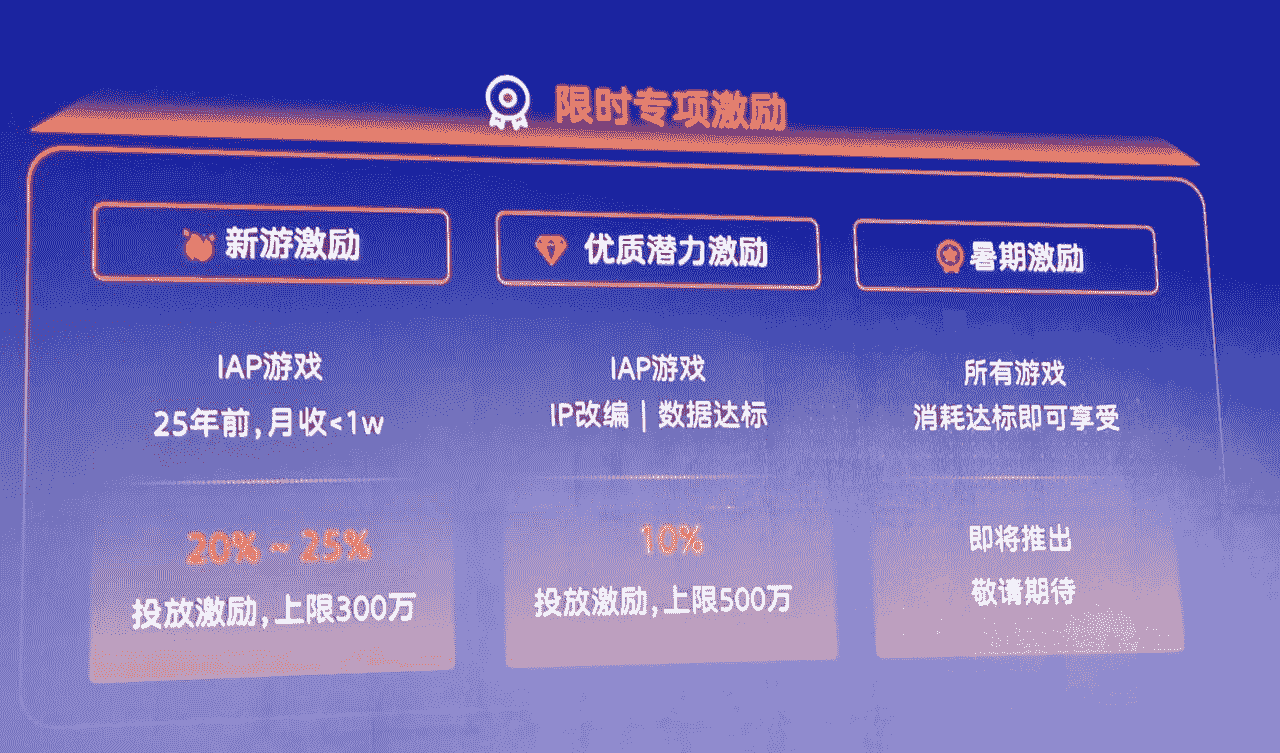 限时专项激励
新游激励
IAP游戏
25年前,月收<1w
20% ~ 25%
投放激励,上限300万
优质潜力激励
IAP游戏
IP改编 | 数据达标
10%
投放激励,上限500万
暑期激励
所有游戏
消耗达标即可享受
即将推出
敬请期待